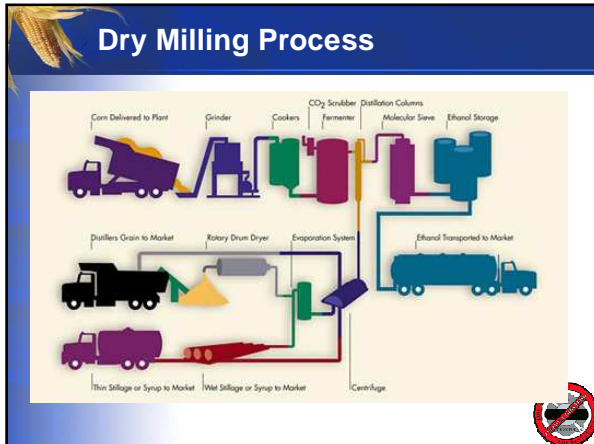 Dry Milling Process
CO2 Scrubber Distillation Columns
Corn Delivered to Plant Grinder Cookers Fermenter Molecular Sieve Ethanol Storage
Distillers Grain to Market Rotary Drum Dryer Evaporation System Ethanol Transported to Market
Thin Stillage or Syrup to Market Wet Stillage or Syrup to Market Centrifuge